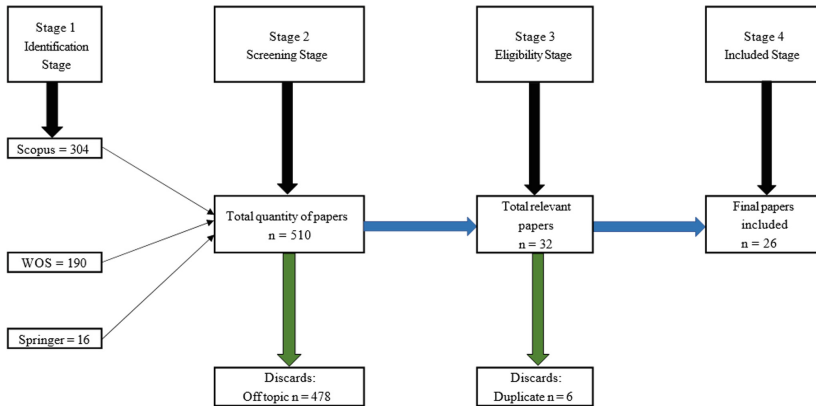 Stage 1
Identification
Stage
Stage 2
Screening Stage
Stage 3
Eligibility Stage
Stage 4
Included Stage
Scopus = 304
WOS = 190
Springer = 16
Total quantity of papers
n = 510
Total relevant
papers
n = 32
Final papers
included
n = 26
Discards:
Off topic n = 478
Discards:
Duplicate n = 6